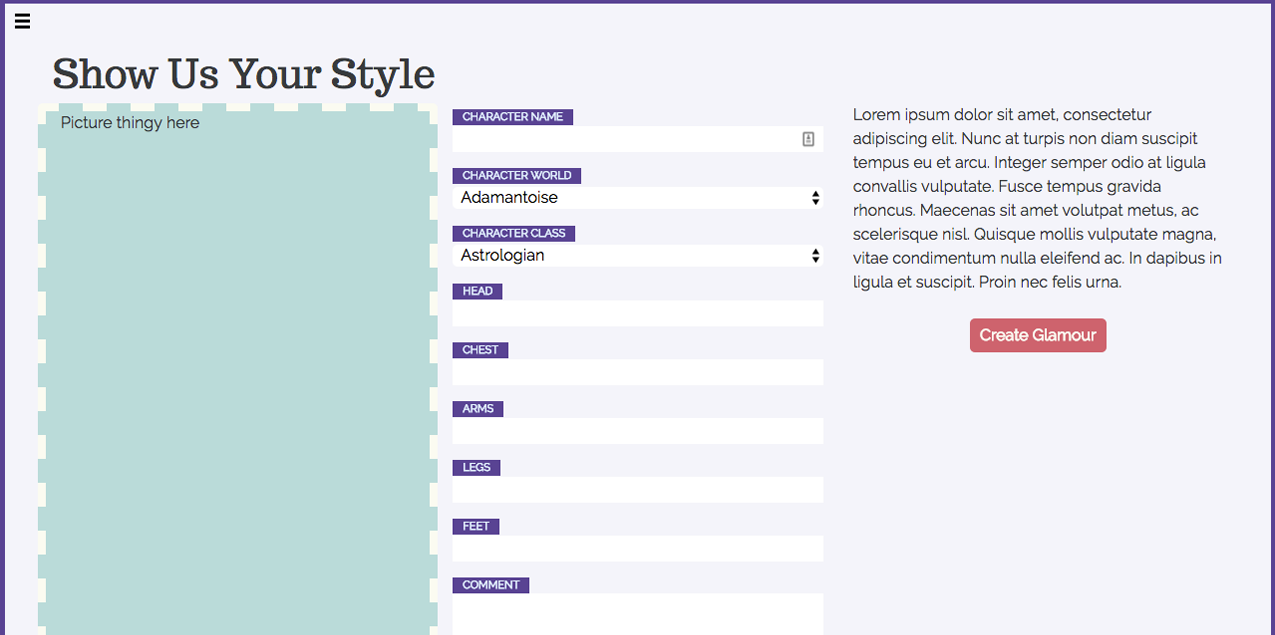 Show Us Your Style
Picture thingy here
CHARACTER NAME
CHARACTER WORLD
Adamantoise
CHARACTER CLASS
Astrologian
HEAD
CHEST
ARMS
LEGS
FEET
COMMENT
Lorem ipsum dolor sit amet, consectetur
adipiscing elit. Nunc at turpis non diam suscipit
tempus eu et arcu. Integer semper odio at ligula
convallis vulputate. Fusce tempus gravida
rhoncus. Maecenas sit amet volutpat metus, ac
scelerisque nisl. Quisque mollis vulputate magna,
vitae condimentum nulla eleifend ac. In dapibus in
ligula et suscipit. Proin nec felis urna.
Create Glamour